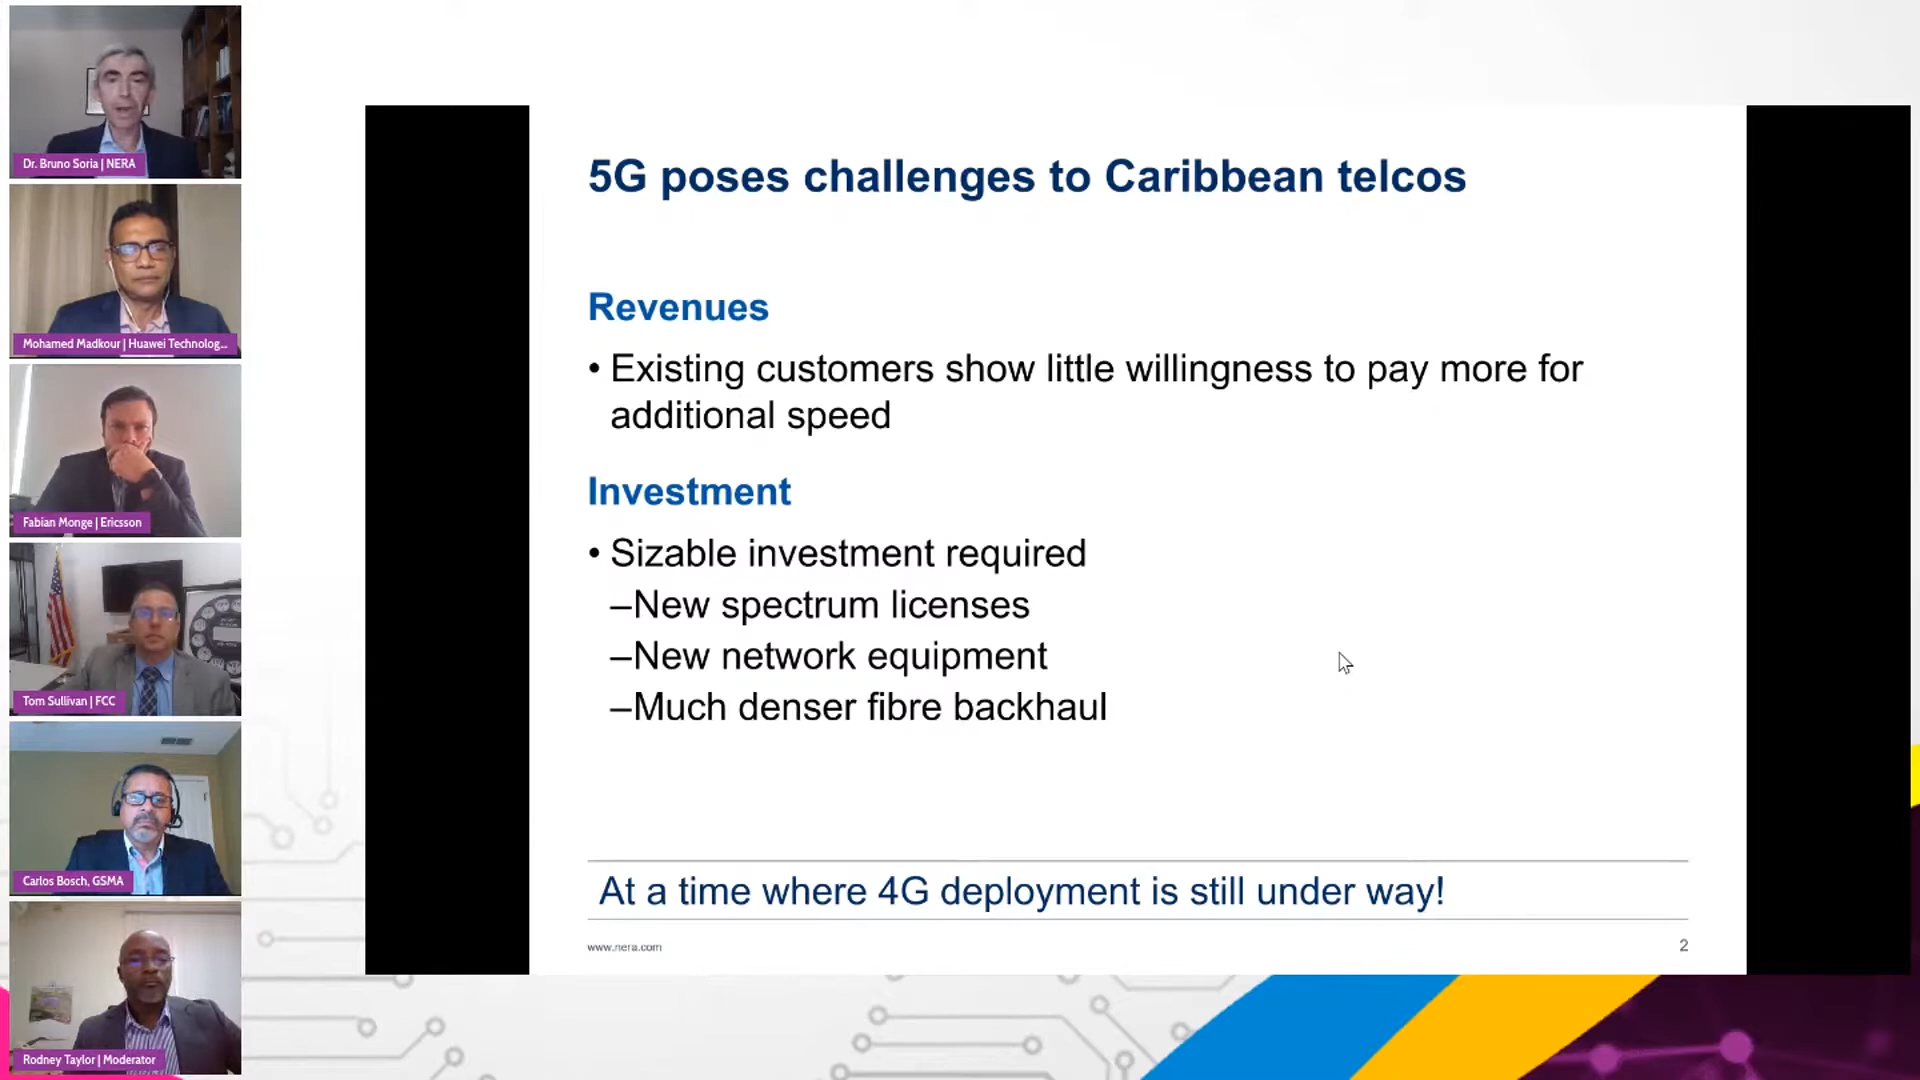 Dr. Bruno Soria | NERA
Mohamed Madkour | Huawei Technolog...
Fabian Monge | Ericsson
Tom Sullivan | FCC
Carlos Bosch, GSMA
Rodney Taylor | Moderator
5G poses challenges to Caribbean telcos
Revenues
• Existing customers show little willingness to pay more for
additional speed
Investment
• Sizable investment required
–New spectrum licenses
–New network equipment
–Much denser fibre backhaul
At a time where 4G deployment is still under way!
www.nera.com
2